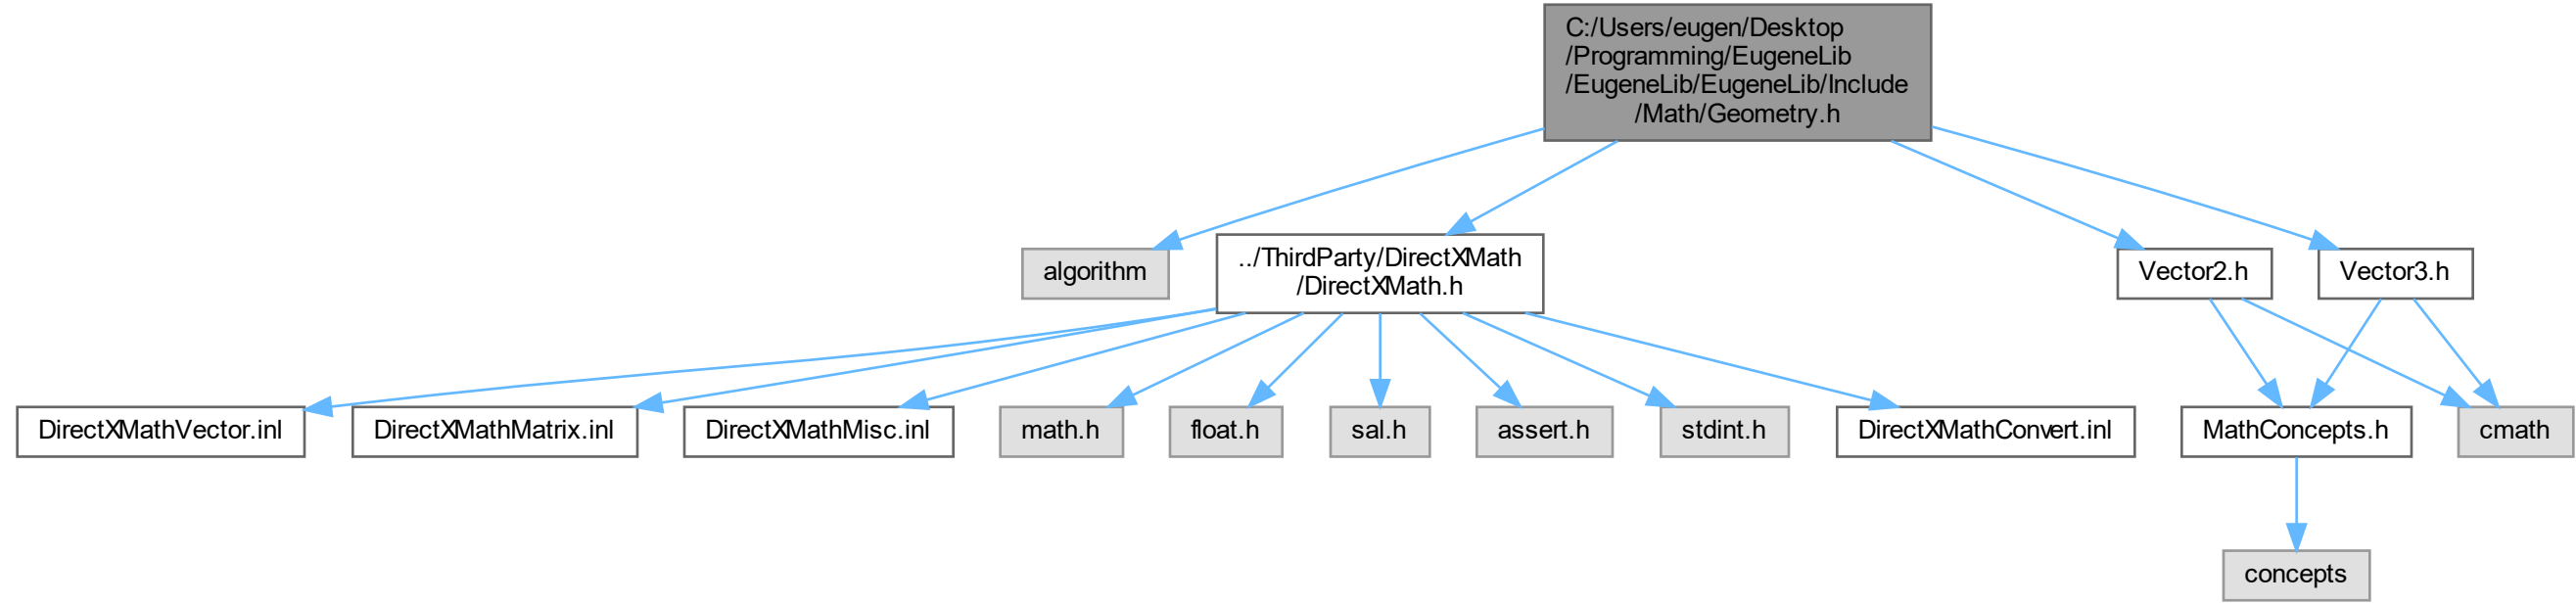 C:/Users/eugen/Desktop
/Programming/EugeneLib
/EugeneLib/EugeneLib/Include
/Math/Geometry.h
algorithm
../ThirdParty/DirectXMath
/DirectXMath.h
Vector2.h
Vector3.h
DirectXMathVector.inl
DirectXMathMatrix.inl
DirectXMathMisc.inl
math.h
float.h
sal.h
assert.h
stdint.h
DirectXMathConvert.inl
MathConcepts.h
cmath
concepts